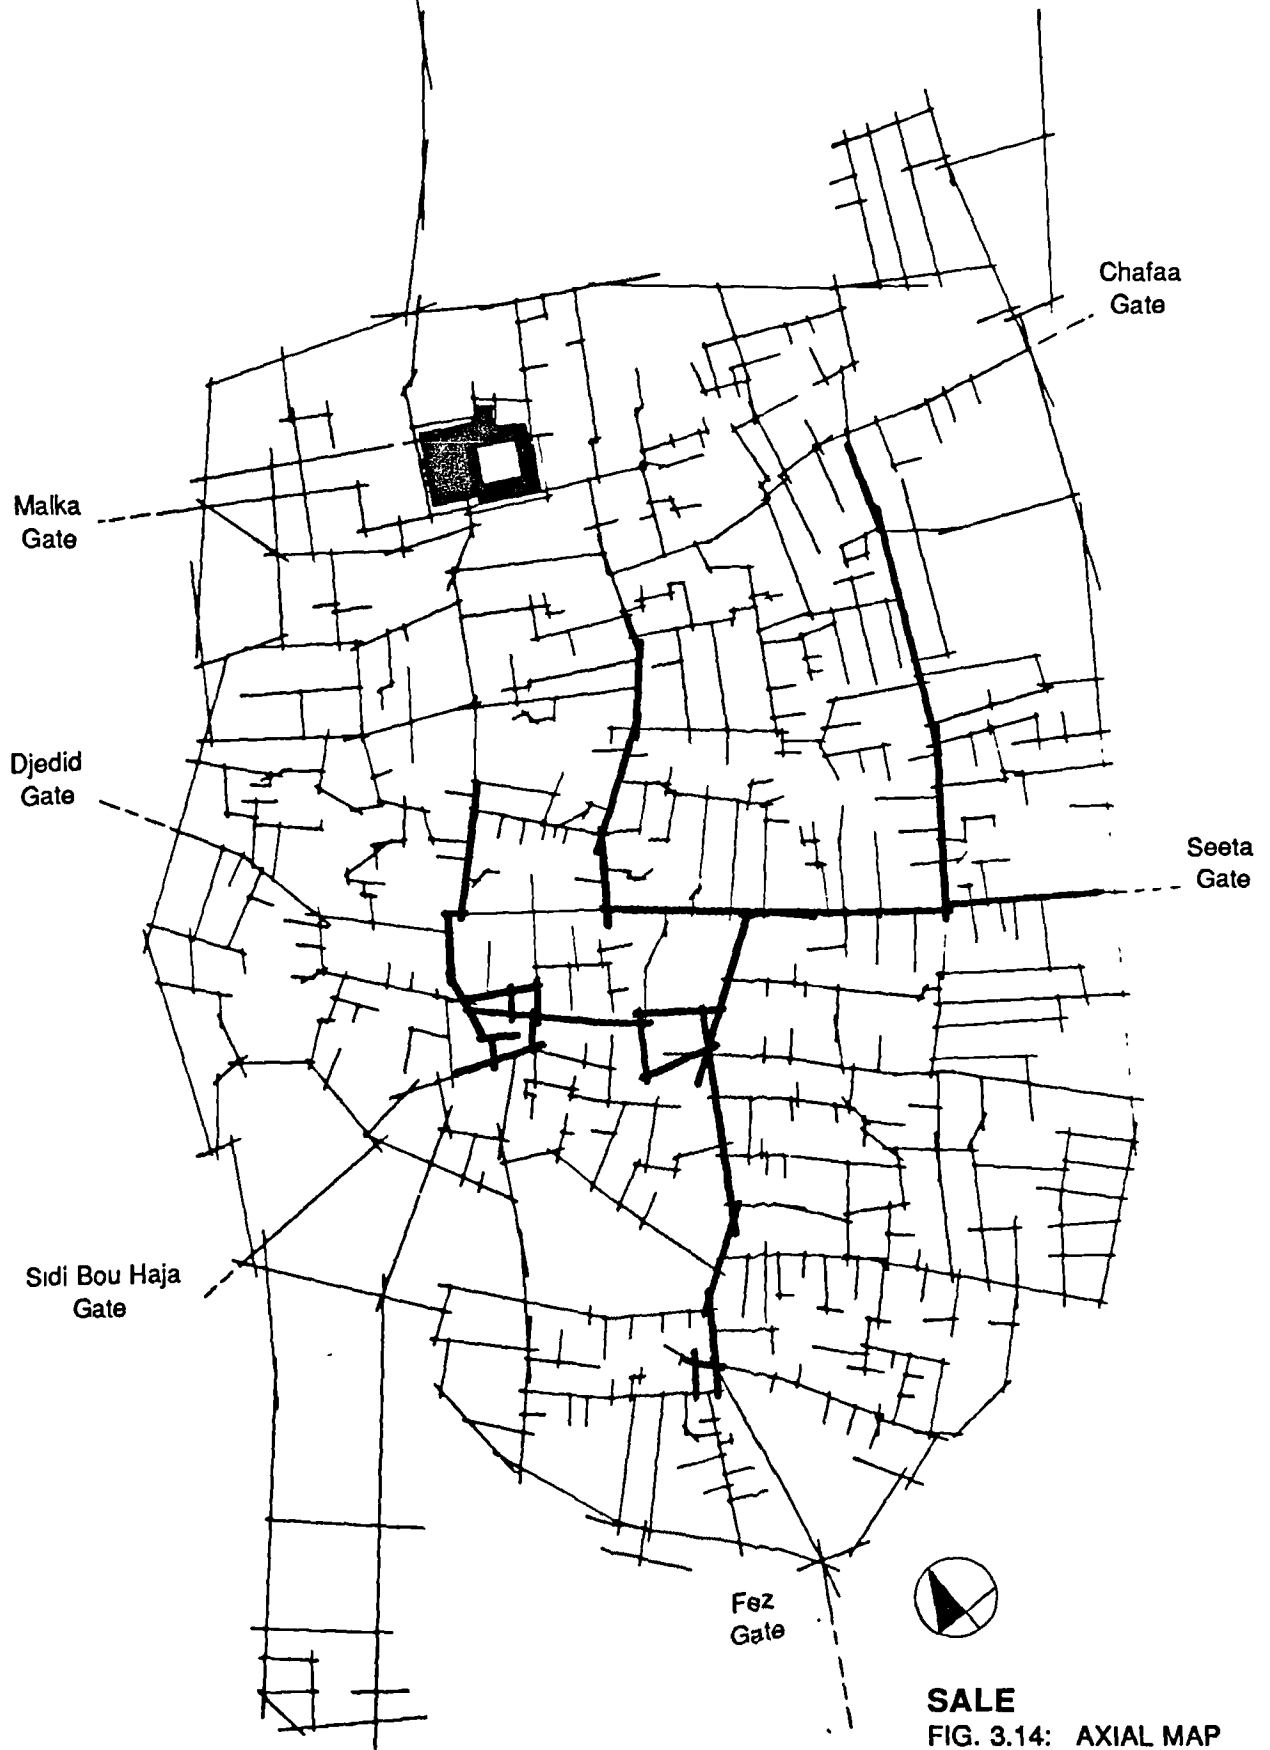 Chafaa
Gate
Malka
Gate
Djedid
Gate
Seeta
Gate
Sidi Bou Haja
Gate
Fez
Gate
SALE
FIG. 3.14: AXIAL MAP